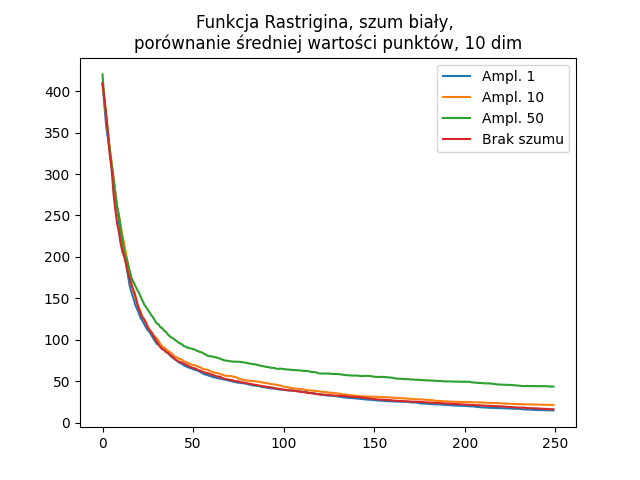 Funkcja Rastrigina, szum biały,
porównanie średniej wartości punktów, 10 dim
Ampl. 1
Ampl. 10
Ampl. 50
Brak szumu
400
350
300
250
200
150
100
50
0
0 50 100 150 200 250